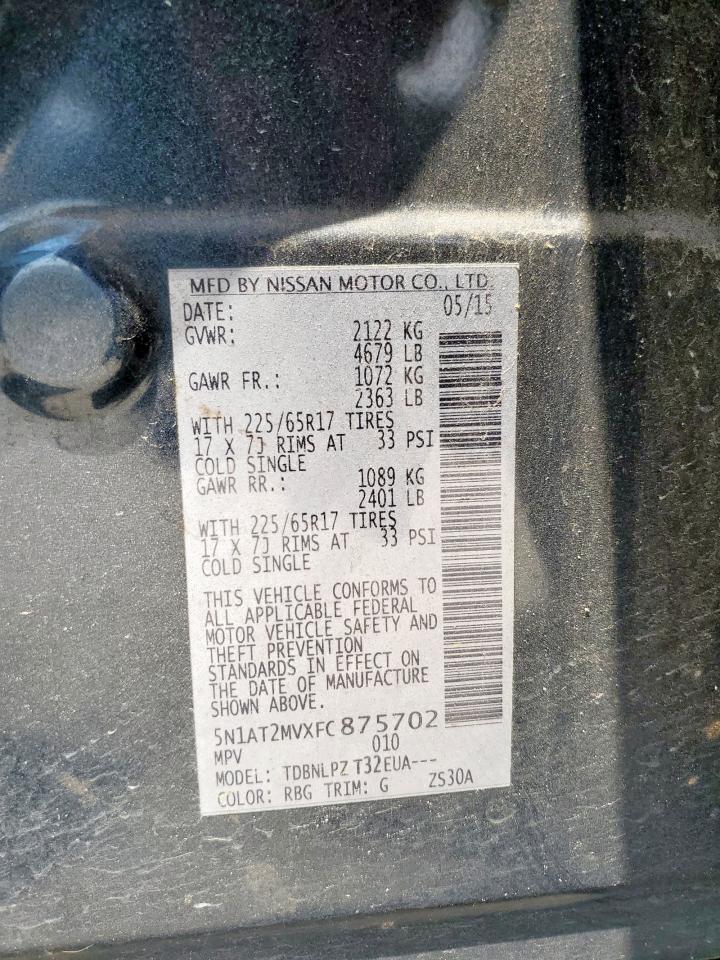 MFD BY NISSAN MOTOR CO., LTD.
DATE: 05/15
GVWR: 2122 KG
4679 LB
GAWR FR.: 1072 KG
2363 LB
WITH 225/65R17 TIRES
17 X 7J RIMS AT 33 PSI
COLD SINGLE
GAWR RR.: 1089 KG
2401 LB
WITH 225/65R17 TIRES
17 X 7J RIMS AT 33 PSI
COLD SINGLE
THIS VEHICLE CONFORMS TO
ALL APPLICABLE FEDERAL
MOTOR VEHICLE SAFETY AND
THEFT PREVENTION
STANDARDS IN EFFECT ON
THE DATE OF MANUFACTURE
SHOWN ABOVE.
5N1AT2MVXFC875702
MPV 010
MODEL: TDBNLPZ T32EUA---
COLOR: RBG TRIM: G ZS30A